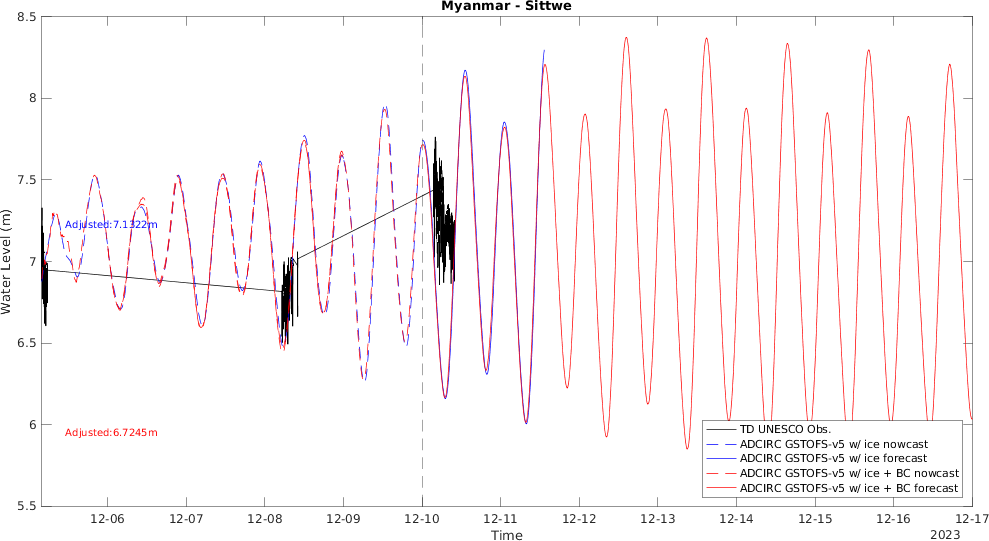 Myanmar - Sittwe
8.5
8
7.5
7
6.5
6
5.5
Water Level (m)
Adjusted:7.1322m
Adjusted:6.7245m
TD UNESCO Obs.
ADCIRC GSTOFS-v5 w/ ice nowcast
ADCIRC GSTOFS-v5 w/ ice forecast
ADCIRC GSTOFS-v5 w/ ice + BC nowcast
ADCIRC GSTOFS-v5 w/ ice + BC forecast
12-06 12-07 12-08 12-09 12-10 12-11 12-12 12-13 12-14 12-15 12-16 12-17
Time
2023